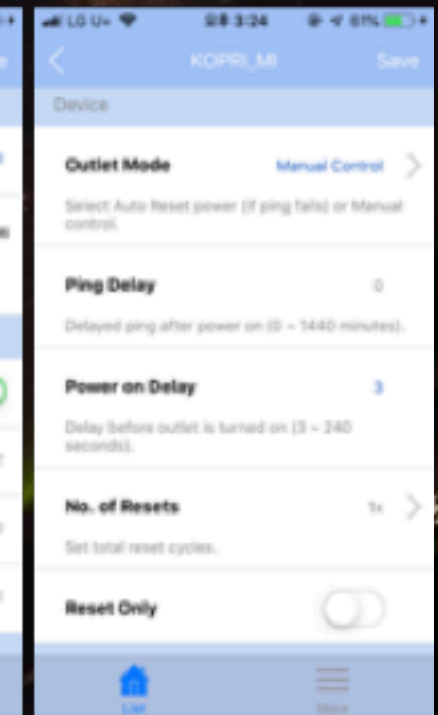 LG U+ 오후 3:24 61%
KOPRI_MI Save
Device
Outlet Mode Manual Control
Select Auto Reset power (if ping fails) or Manual
control.
Ping Delay 0
Delayed ping after power on (0 ~ 1440 minutes).
Power on Delay 3
Delay before outlet is turned on (3 ~ 240
seconds).
No. of Resets 1x
Set total reset cycles.
Reset Only
List More